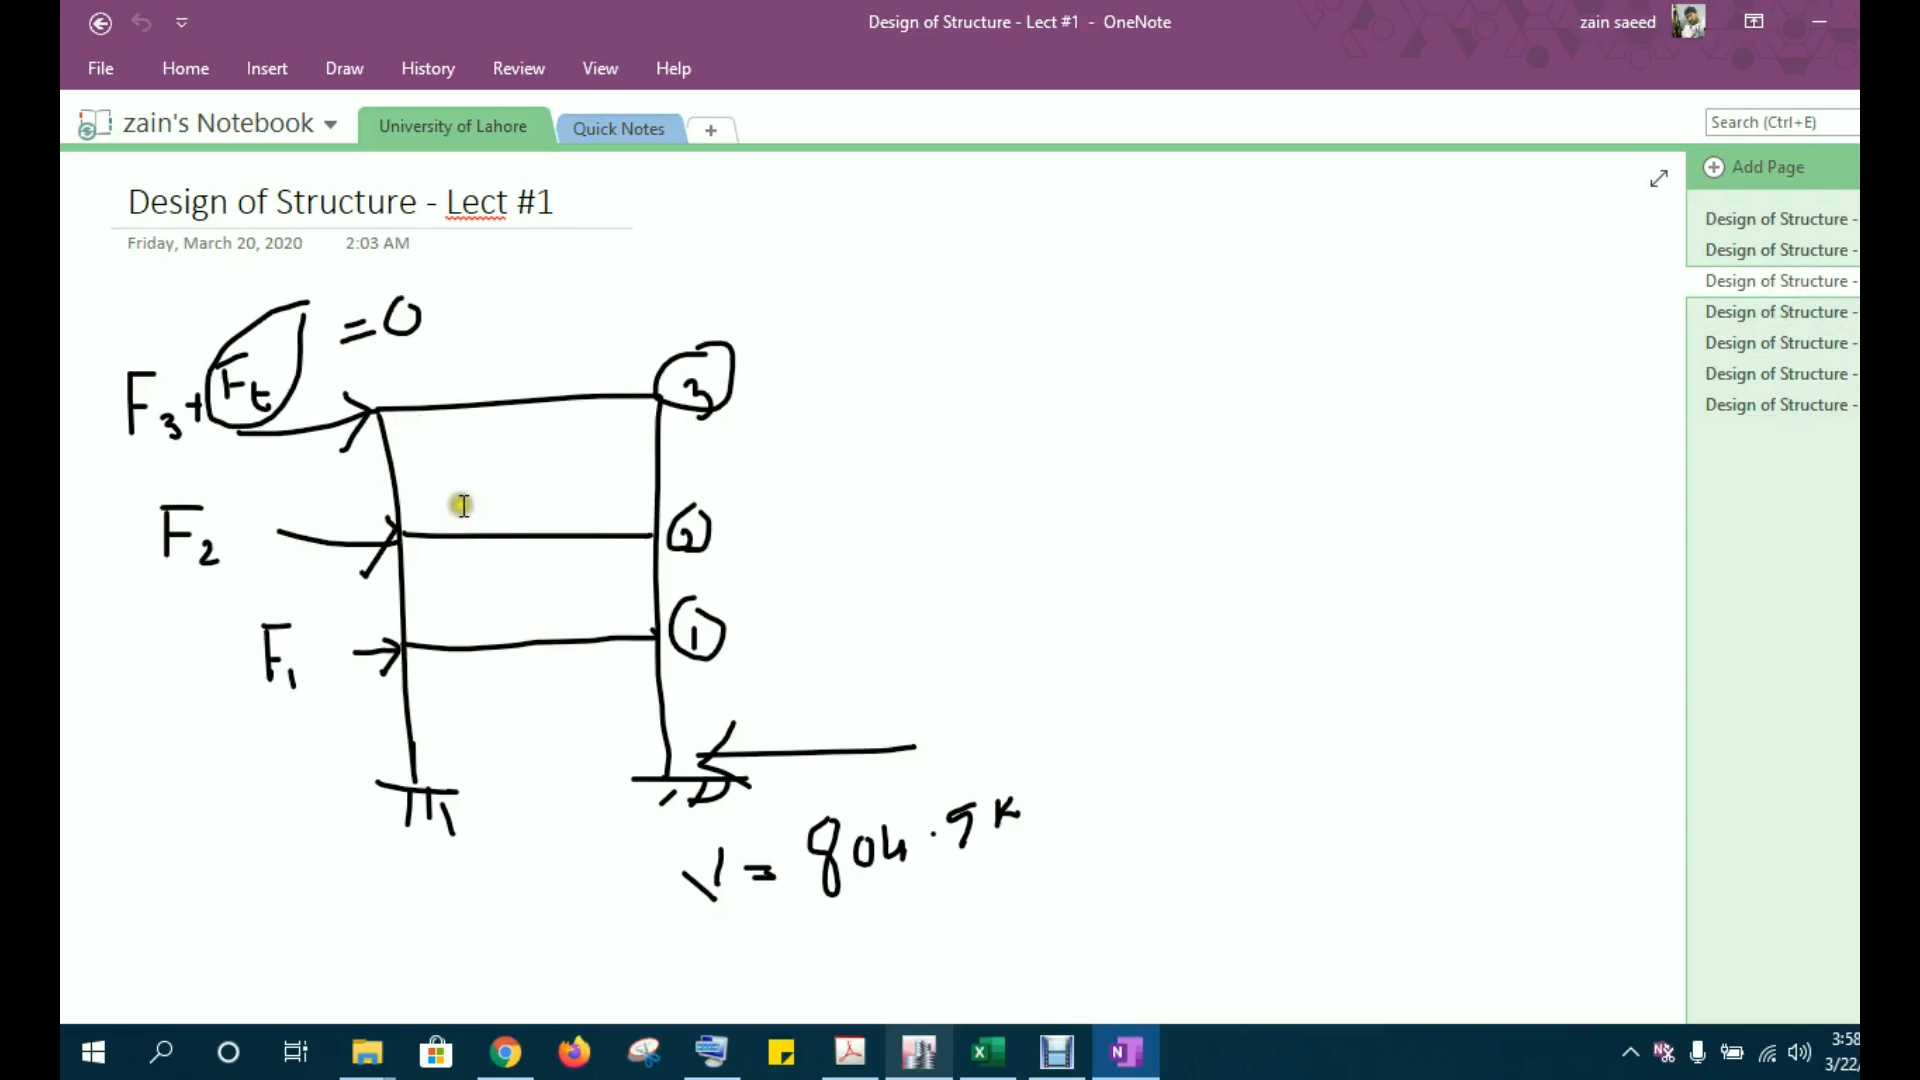 Design of Structure - Lect #1 - OneNote
zain saeed
File Home Insert Draw History Review View Help
zain's Notebook
University of Lahore
Quick Notes
+
Search (Ctrl+E)
Add Page
Design of Structure -
Design of Structure -
Design of Structure -
Design of Structure -
Design of Structure -
Design of Structure -
Design of Structure -
Design of Structure - Lect #1
Friday, March 20, 2020 2:03 AM
F3+Ft =0
3
F2
2
F1
1
V = 804.9 K
3:58
3/22/